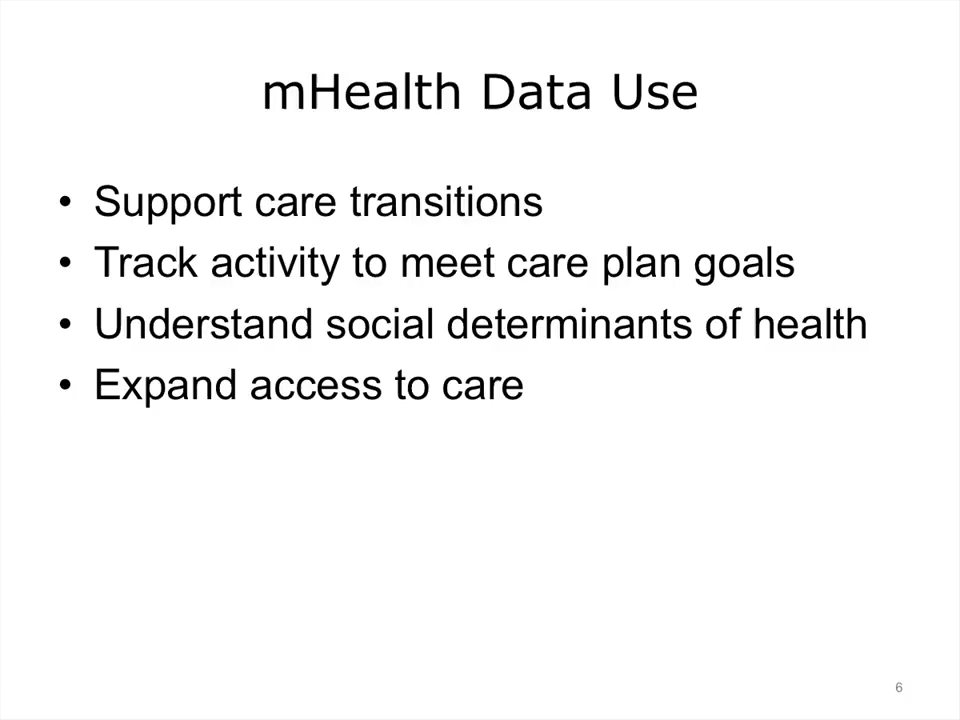 mHealth Data Use
• Support care transitions
• Track activity to meet care plan goals
• Understand social determinants of health
• Expand access to care
6